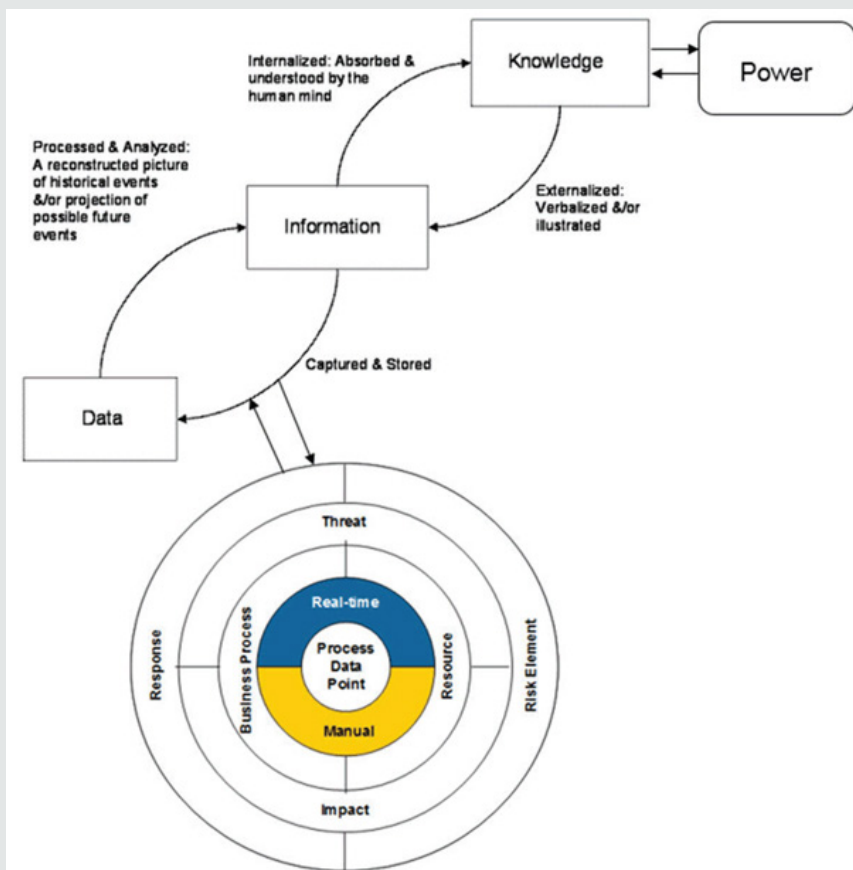 Knowledge
Power
Internalized: Absorbed &
understood by the
human mind
Processed & Analyzed:
A reconstructed picture
of historical events
&/or projection of
possible future
events
Externalized:
Verbalized &/or
illustrated
Information
Captured & Stored
Data
Threat
Response
Business Process
Real-time
Process
Data
Point
Manual
Resource
Risk Element
Impact